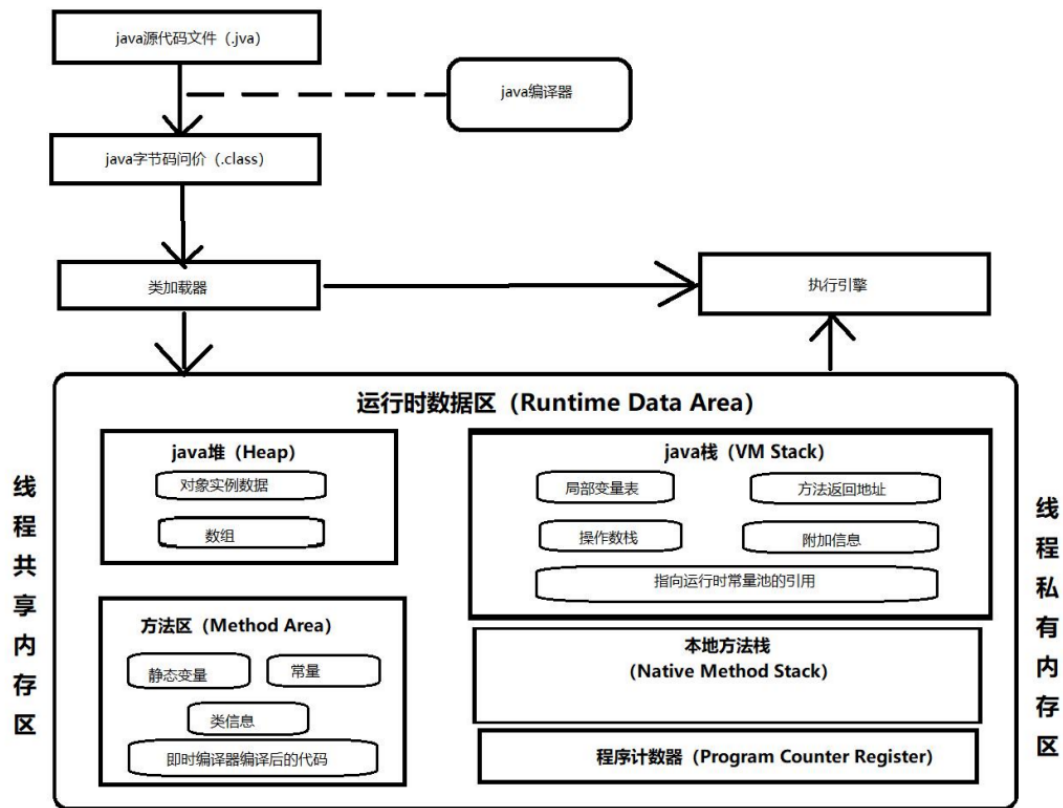 java源代码文件（.jva）
java编译器
java字节码问价（.class）
类加载器
执行引擎
运行时数据区（Runtime Data Area）
线程共享内存区
java堆（Heap）
对象实例数据
数组
方法区（Method Area）
静态变量
常量
类信息
即时编译器编译后的代码
java栈（VM Stack）
局部变量表
方法返回地址
操作数栈
附加信息
指向运行时常量池的引用
本地方法栈
（Native Method Stack）
程序计数器（Program Counter Register）
线程私有内存区